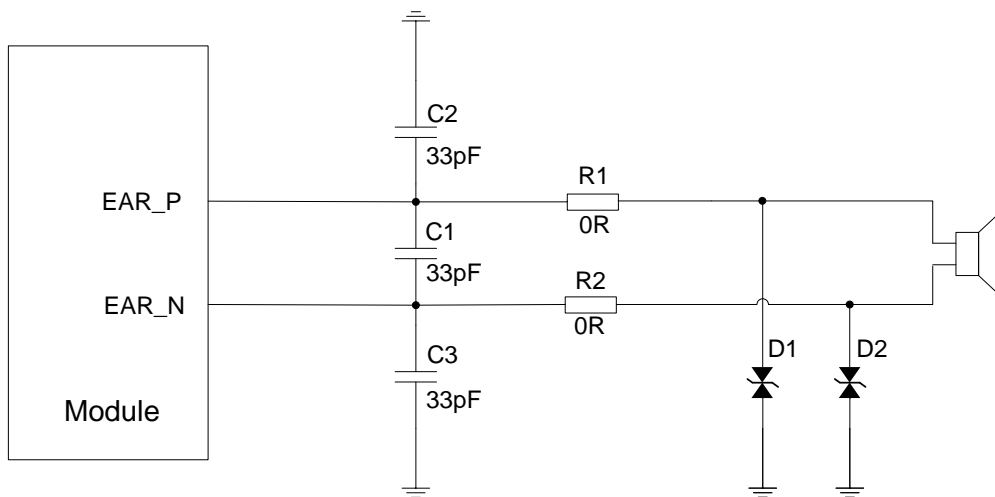 C2
33pF
R1
EAR_P
0R
C1
33pF
R2
EAR_N
0R
D1
D2
C3
33pF
Module